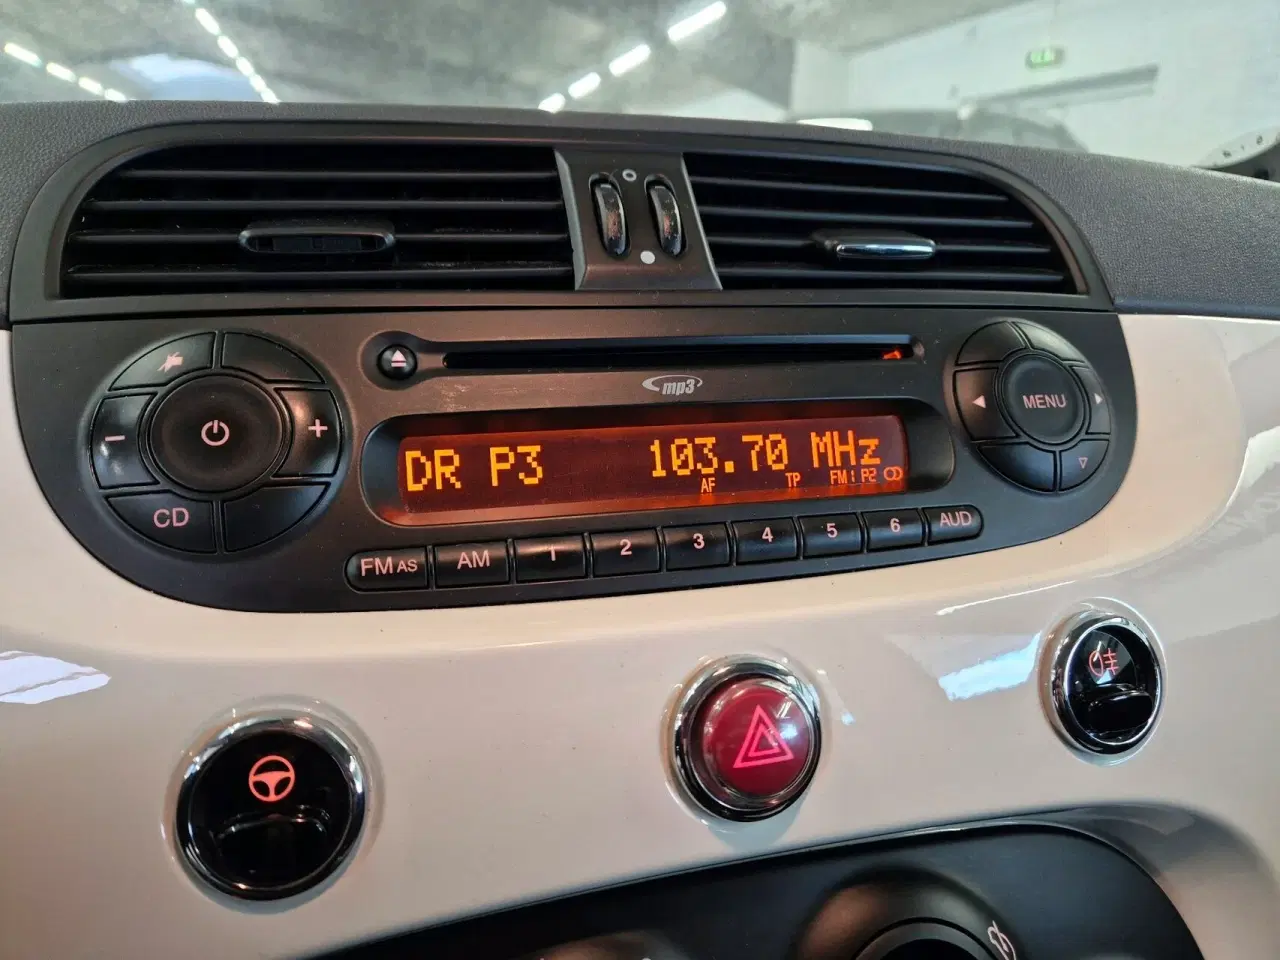 mp3
MENU
DR P3 103.70 MHz
AF TP FM1 P2
CD
FM AS AM 1 2 3 4 5 6 AUD